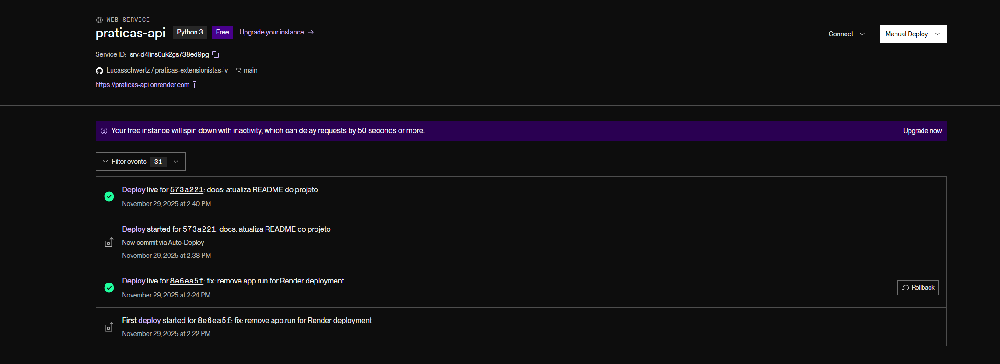 WEB SERVICE
praticas-api Python 3 Free Upgrade your instance →
Connect Manual Deploy
Service ID: srv-d4lins6uk2gs738ed9pg
Lucasschwertz / praticas-extensionistas-iv main
https://praticas-api.onrender.com
Your free instance will spin down with inactivity, which can delay requests by 50 seconds or more. Upgrade now
Filter events 31
Deploy live for 573a221: docs: atualiza README do projeto
November 29, 2025 at 2:40 PM
Deploy started for 573a221: docs: atualiza README do projeto
New commit via Auto-Deploy
November 29, 2025 at 2:38 PM
Deploy live for 8e6ea5f: fix: remove app.run for Render deployment
November 29, 2025 at 2:24 PM
Rollback
First deploy started for 8e6ea5f: fix: remove app.run for Render deployment
November 29, 2025 at 2:22 PM